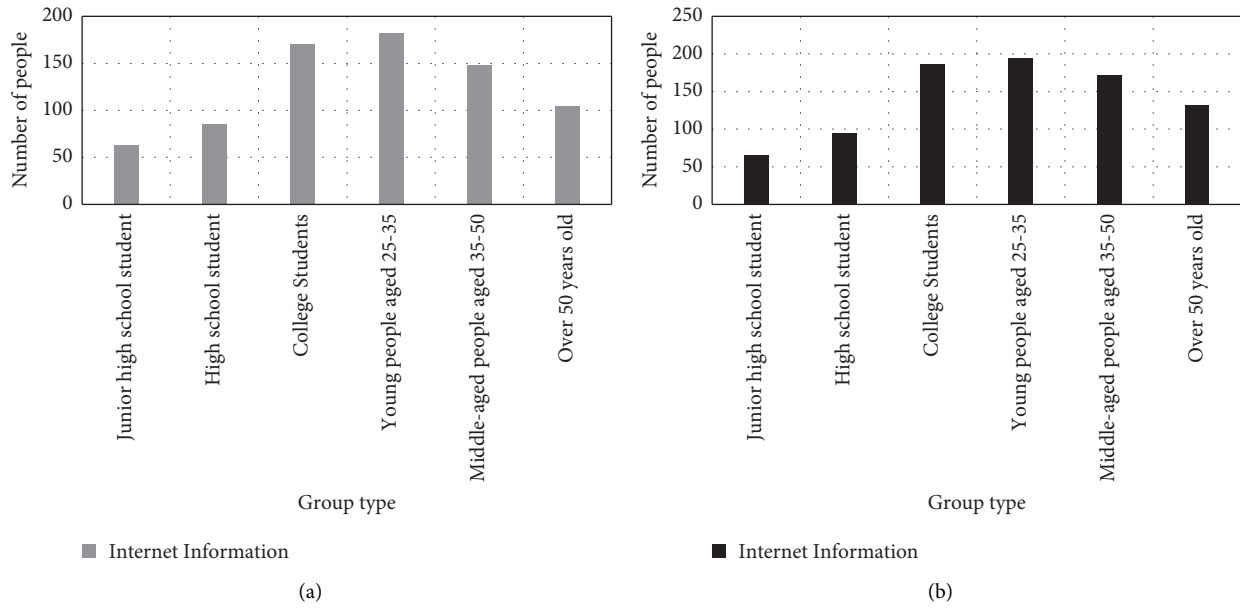 200
150
100
50
0
Number of people
Junior high school student
High school student
College Students
Young people aged 25-35
Middle-aged people aged 35-50
Over 50 years old
Group type
Internet Information
(a)
250
200
150
100
50
0
Number of people
Junior high school student
High school student
College Students
Young people aged 25-35
Middle-aged people aged 35-50
Over 50 years old
Group type
Internet Information
(b)